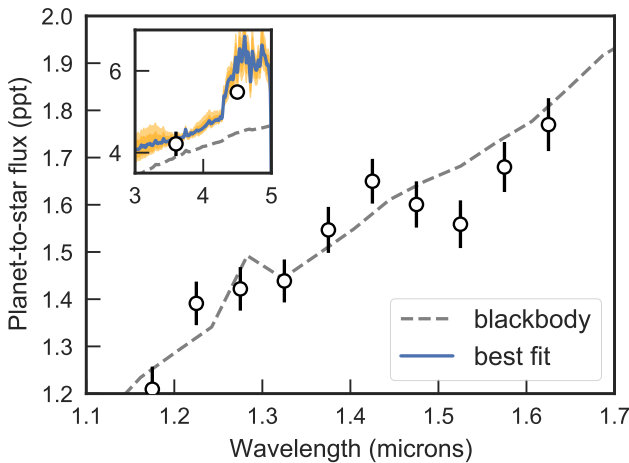 2.0
1.9
1.8
1.7
1.6
1.5
1.4
1.3
1.2
Planet-to-star flux (ppt)
6
4
3 4 5
blackbody
best fit
1.1 1.2 1.3 1.4 1.5 1.6 1.7
Wavelength (microns)